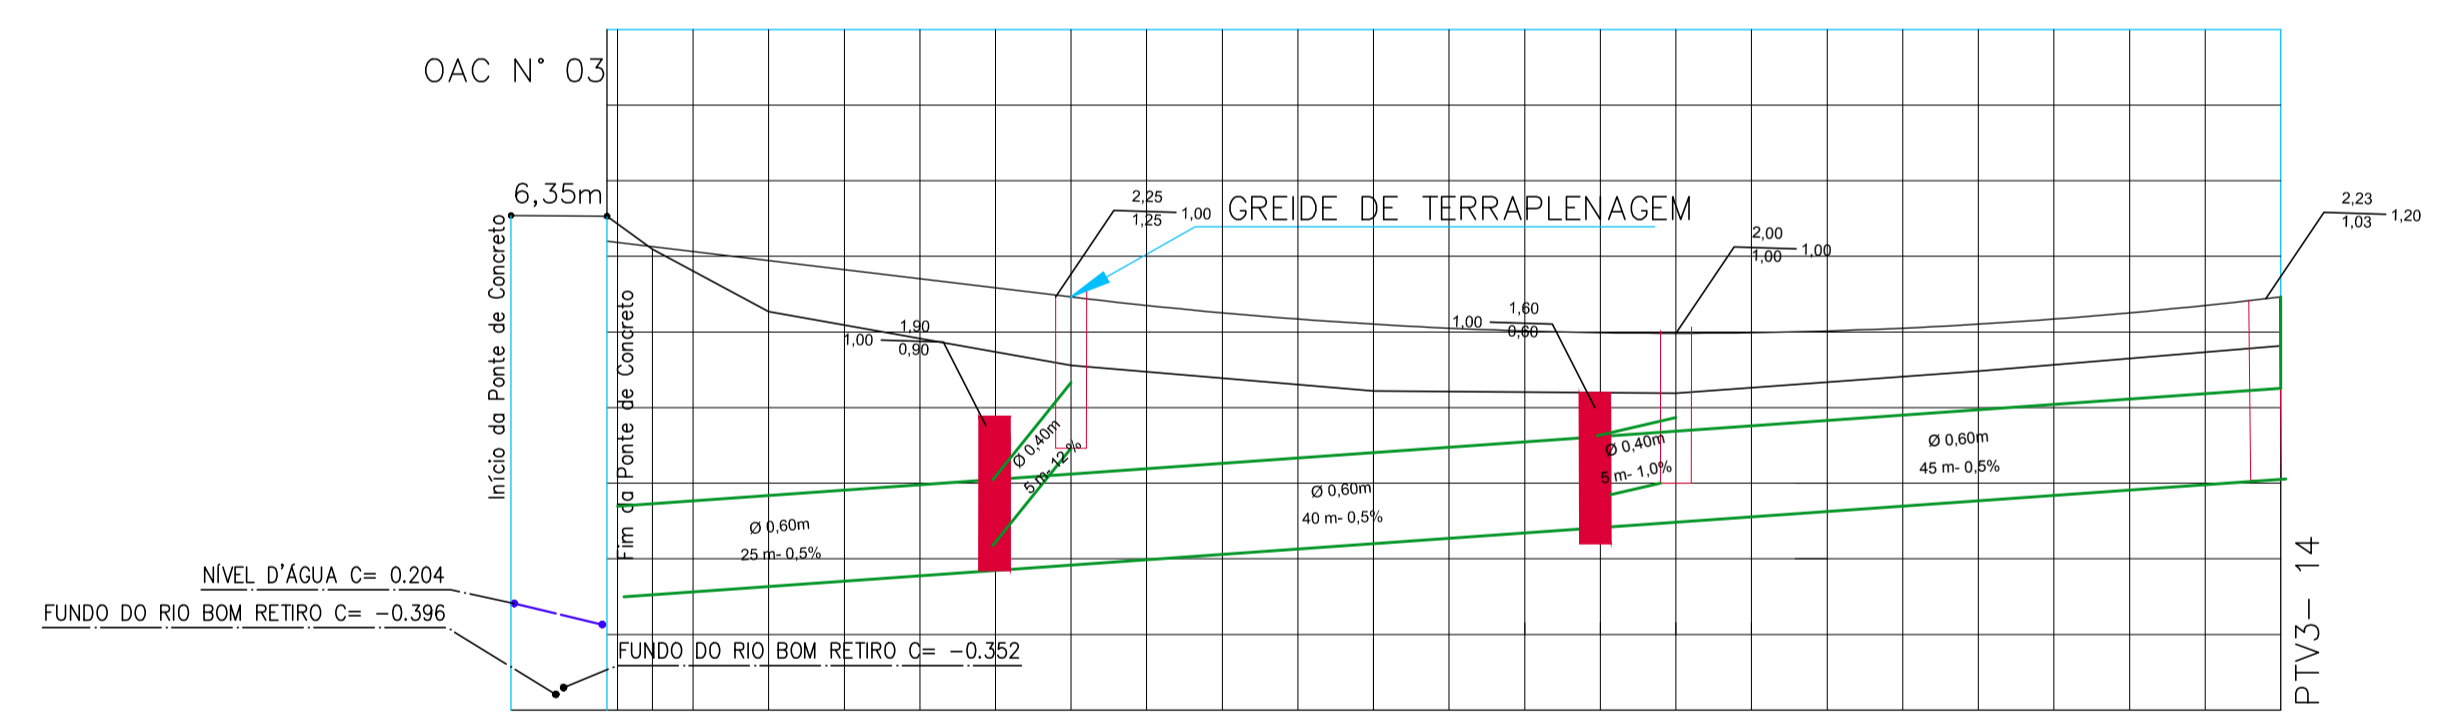 OAC N° 03
6,35m
Início da Ponte de Concreto
Fim da Ponte de Concreto
2,25
1,25
1,00
GREIDE DE TERRAPLENAGEM
2,00
1,00
1,00
2,23
1,03
1,20
1,90
0,90
1,00
1,60
0,60
1,00
Ø 0,40m
5 m- 12 %
Ø 0,40m
5 m- 1,0%
Ø 0,60m
45 m- 0,5%
Ø 0,60m
40 m- 0,5%
Ø 0,60m
25 m- 0,5%
NÍVEL D'ÁGUA C= 0.204
FUNDO DO RIO BOM RETIRO C= -0.396
FUNDO DO RIO BOM RETIRO C= -0.352
PTV3- 14